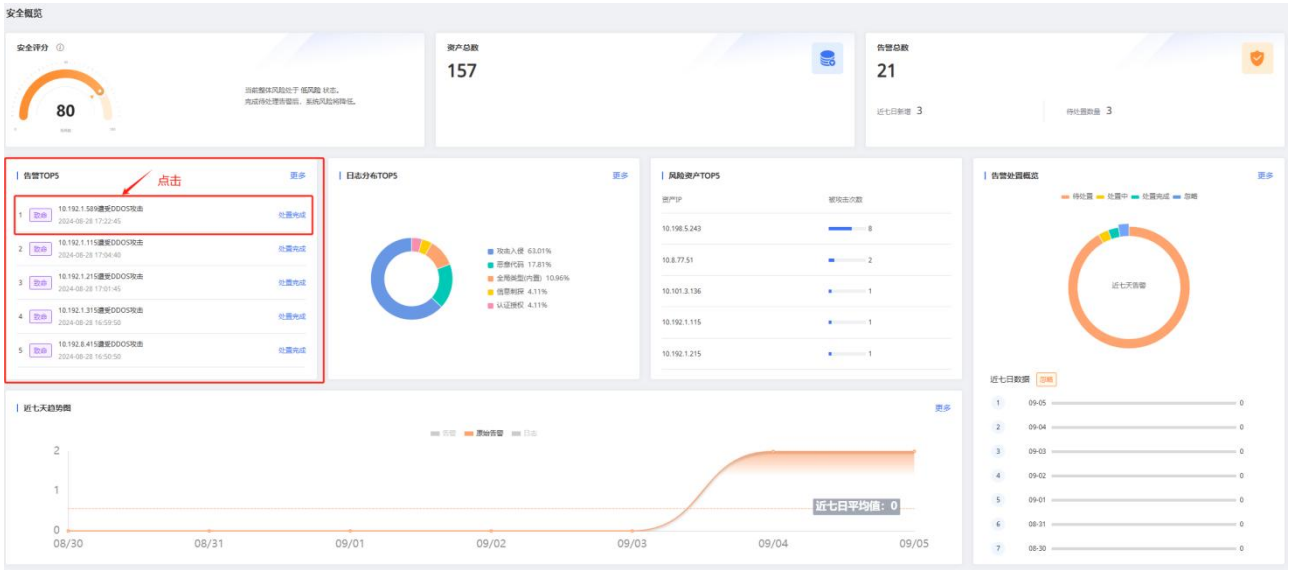 安全概览
安全评分
80
当前整体风险处于 低风险 状态。
完成待处理告警后，系统风险将降低。
资产总数
157
告警总数
21
近七日新增 3
待处置数量 3
告警TOP5
更多
点击
1 致命 10.192.1.589遭受DDOS攻击
2024-08-28 17:22:45
处置完成
2 致命 10.192.1.115遭受DDOS攻击
2024-08-28 17:04:40
处置完成
3 致命 10.192.1.215遭受DDOS攻击
2024-08-28 17:01:45
处置完成
4 致命 10.192.1.315遭受DDOS攻击
2024-08-28 16:59:50
处置完成
5 致命 10.192.8.415遭受DDOS攻击
2024-08-28 16:50:50
处置完成
日志分布TOP5
更多
攻击入侵 63.01%
恶意代码 17.81%
全局类型(内置) 10.96%
信息刺探 4.11%
认证授权 4.11%
风险资产TOP5
更多
资产IP 被攻击次数
10.198.5.243 8
10.8.77.51 2
10.101.3.136 1
10.192.1.115 1
10.192.1.215 1
告警处置概览
更多
待处置 处置中 处置完成 忽略
近七天告警
近七日数据 忽略
1 09-05 0
2 09-04 0
3 09-03 0
4 09-02 0
5 09-01 0
6 08-31 0
7 08-30 0
近七天趋势图
更多
告警 原始告警 日志
2
1
0
近七日平均值：0
08/30 08/31 09/01 09/02 09/03 09/04 09/05